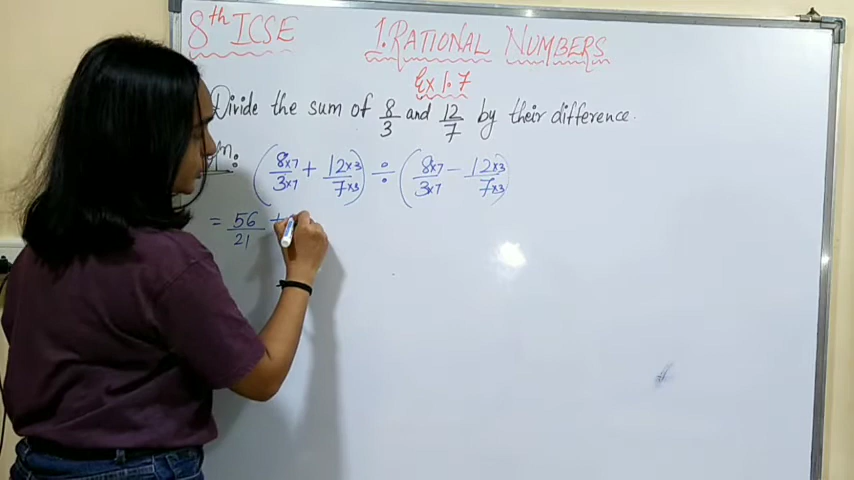 8th ICSE 1. RATIONAL NUMBERS
Ex 1.7
Divide the sum of 8/3 and 12/7 by their difference.
(8x7/3x7 + 12x3/7x3) ÷ (8x7/3x7 − 12x3/7x3)
= 56/21 +